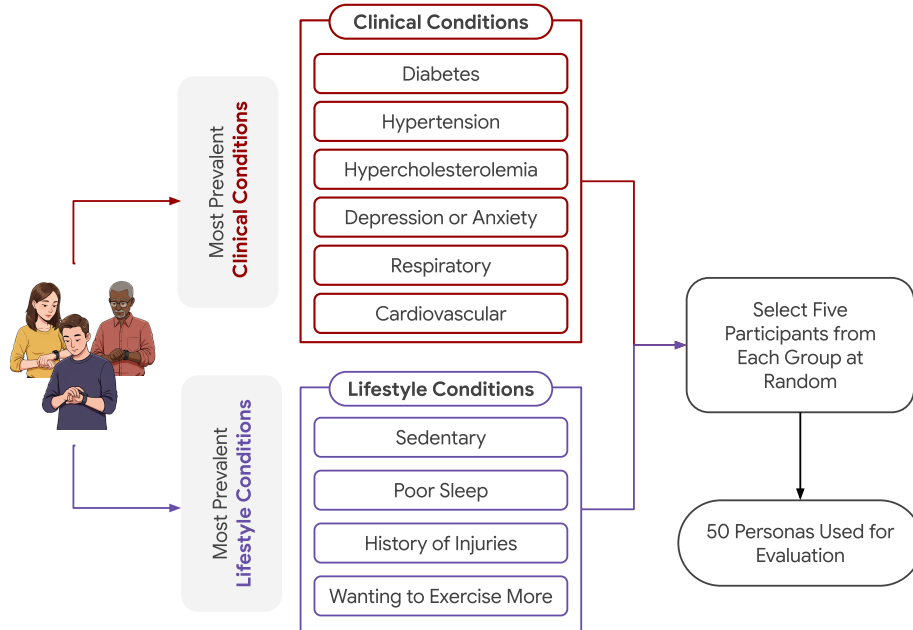 Most Prevalent
Clinical Conditions
Clinical Conditions
Diabetes
Hypertension
Hypercholesterolemia
Depression or Anxiety
Respiratory
Cardiovascular
Most Prevalent
Lifestyle Conditions
Lifestyle Conditions
Sedentary
Poor Sleep
History of Injuries
Wanting to Exercise More
Select Five
Participants from
Each Group at
Random
50 Personas Used for
Evaluation